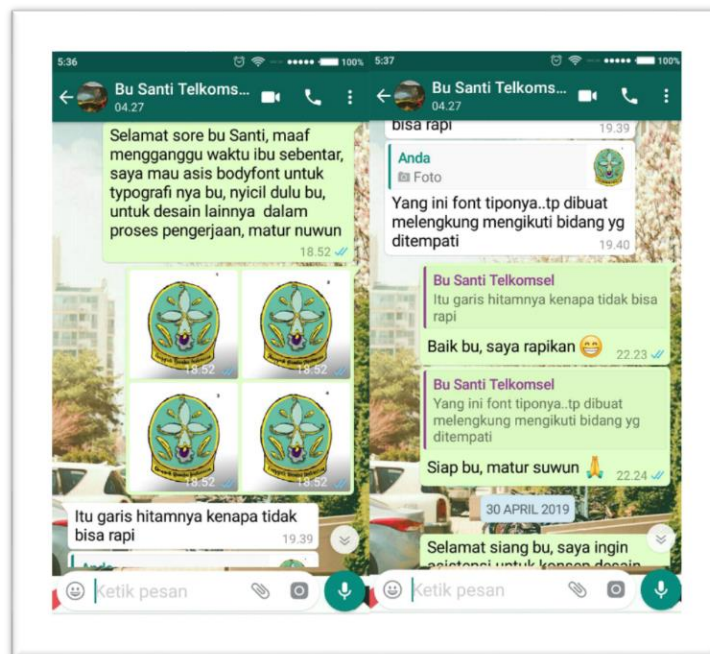 5:36
100%
Bu Santi Telkoms...
04.27
Selamat sore bu Santi, maaf
mengganggu waktu ibu sebentar,
saya mau asis bodyfont untuk
typografi nya bu, nyicil dulu bu,
untuk desain lainnya dalam
proses pengerjaan, matur nuwun
18.52
18.52
18.52
18.52
18.52
Itu garis hitamnya kenapa tidak
bisa rapi
19.39
Anda
Ketik pesan
5:37
100%
Bu Santi Telkoms...
04.27
bisa rapi
19.39
Anda
Foto
Yang ini font tiponya..tp dibuat
melengkung mengikuti bidang yg
ditempati
19.40
Bu Santi Telkomsel
Itu garis hitamnya kenapa tidak bisa
rapi
Baik bu, saya rapikan 😁
22.23
Bu Santi Telkomsel
Yang ini font tiponya..tp dibuat
melengkung mengikuti bidang yg
ditempati
Siap bu, matur suwun 🙏
22.24
30 APRIL 2019
Selamat siang bu, saya ingin
asistensi untuk konsep desain
Ketik pesan